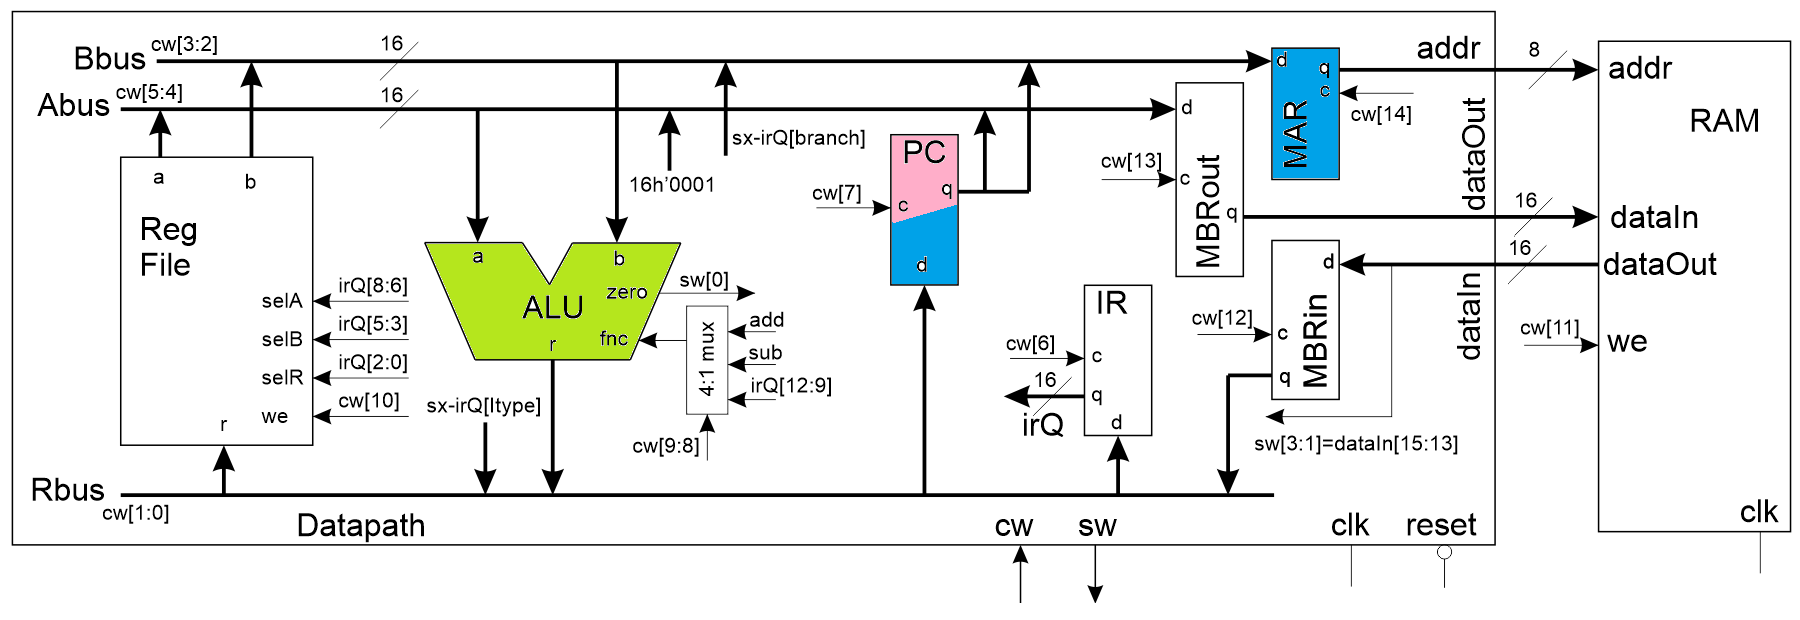 Bbus
cw[3:2]
16
Abus
cw[5:4]
16
addr
8
addr
RAM
d
q
c
MAR
cw[14]
d
cw[13]
c
q
MBRout
dataOut
16
dataIn
16
dataOut
sx-irQ[branch]
16h'0001
PC
q
c
cw[7]
d
a
b
Reg
File
selA
irQ[8:6]
selB
irQ[5:3]
selR
irQ[2:0]
we
cw[10]
r
a
b
zero
sw[0]
ALU
fnc
r
4:1 mux
add
sub
irQ[12:9]
cw[9:8]
sx-irQ[Itype]
IR
cw[6]
c
16
q
irQ
d
d
cw[12]
c
q
MBRin
dataIn
sw[3:1]=dataIn[15:13]
cw[11]
we
clk
Rbus
cw[1:0]
Datapath
cw
sw
clk
reset